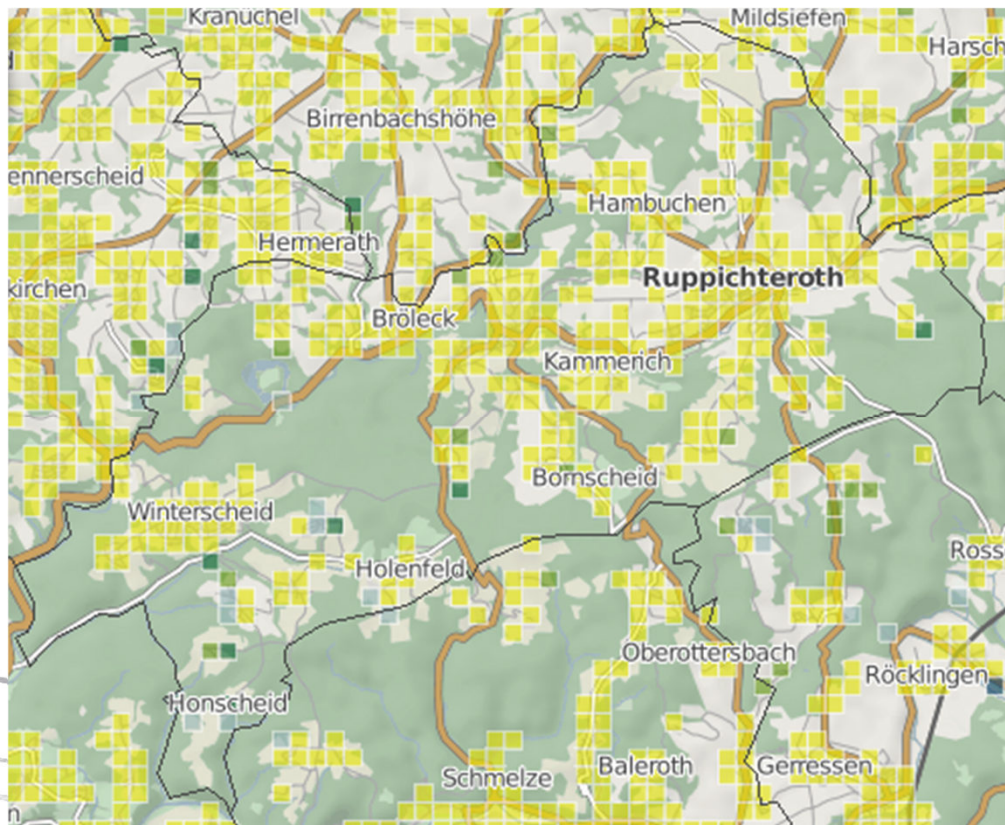 Kranüchel
Mildsiefen
Harsch
d
Birrenbachshöhe
ennerscheid
Hambuchen
Hermerath
Ruppichteroth
kirchen
Bröleck
Kammerich
Bornscheid
Winterscheid
Ross
Holenfeld
Oberottersbach
Röcklingen
Honscheid
Schmelze
Baleroth
Gerressen
n